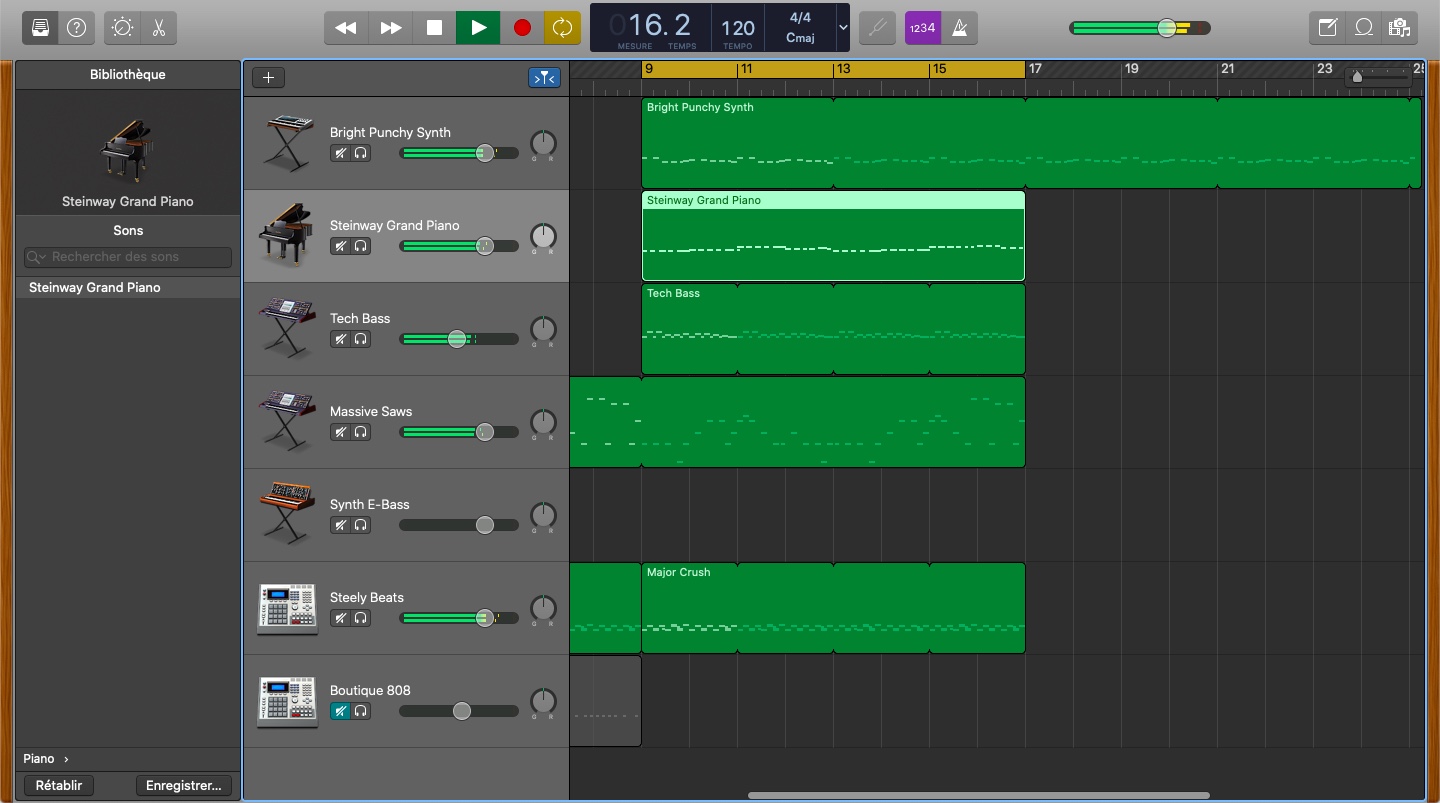 016.2
MESURE TEMPS
120
TEMPO
4/4
Cmaj
1234
Bibliothèque
Steinway Grand Piano
Sons
Rechercher des sons
Steinway Grand Piano
Piano ›
Rétablir
Enregistrer...
9 11 13 15 17 19 21 23 25
Bright Punchy Synth
G R
Bright Punchy Synth
Steinway Grand Piano
G R
Steinway Grand Piano
Tech Bass
G R
Tech Bass
Massive Saws
G R
Synth E-Bass
G R
Steely Beats
G R
Major Crush
Boutique 808
G R